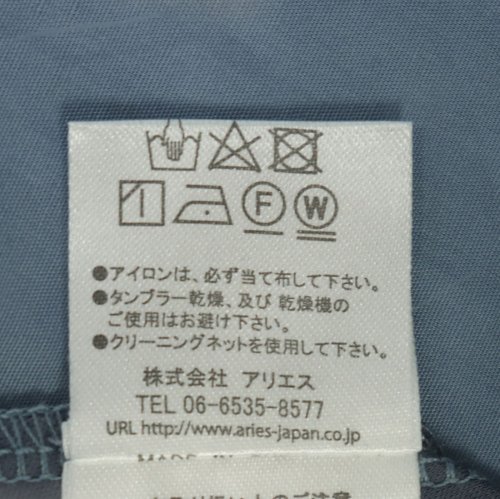 F W
●アイロンは、必ず当て布して下さい。
●タンブラー乾燥、及び 乾燥機の
ご使用はお避け下さい。
●クリーニングネットを使用して下さい。
株式会社 アリエス
TEL 06-6535-8577
URL http://www.aries-japan.co.jp
MADE IN